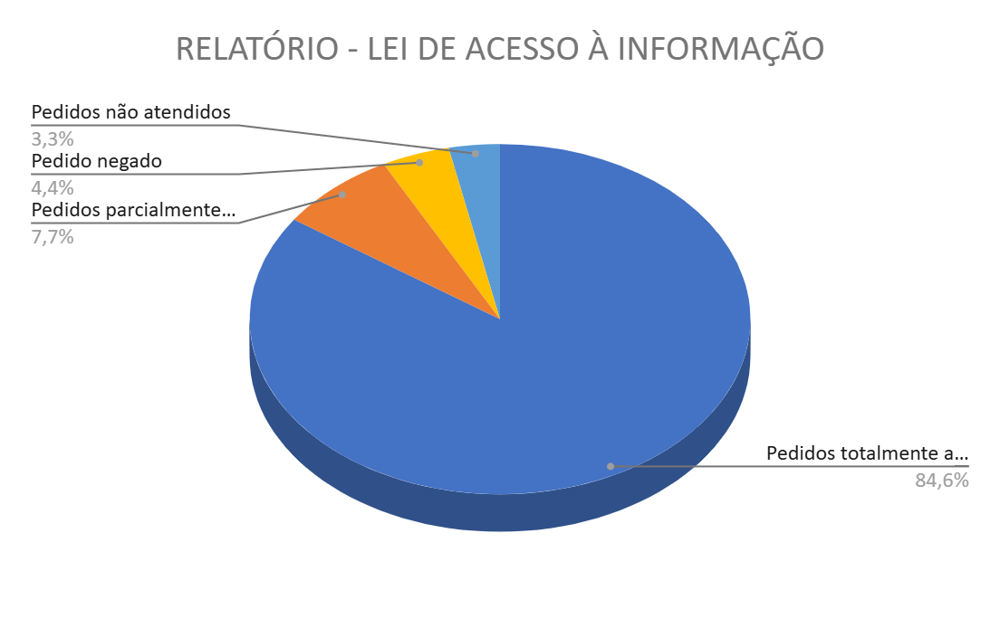 RELATÓRIO - LEI DE ACESSO À INFORMAÇÃO
Pedidos não atendidos
3,3%
Pedido negado
4,4%
Pedidos parcialmente...
7,7%
Pedidos totalmente a...
84,6%